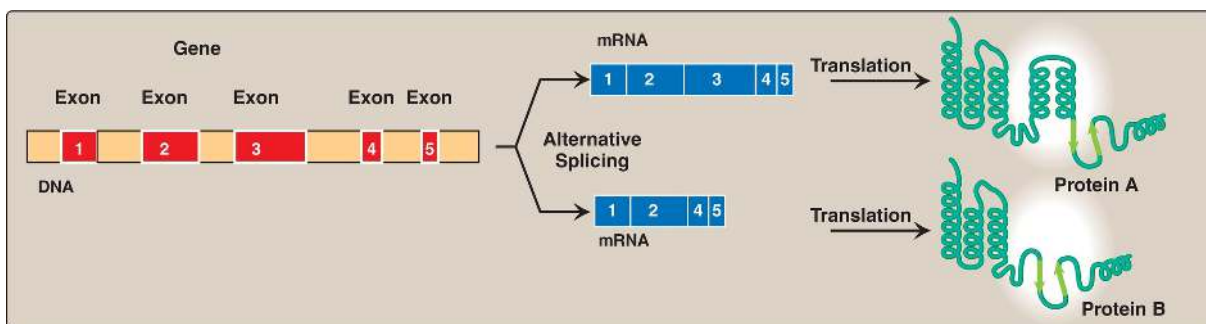 Gene
Exon Exon Exon Exon Exon
1 2 3 4 5
DNA
Alternative
Splicing
mRNA
1 2 3 4 5
Translation
Protein A
1 2 4 5
mRNA
Translation
Protein B